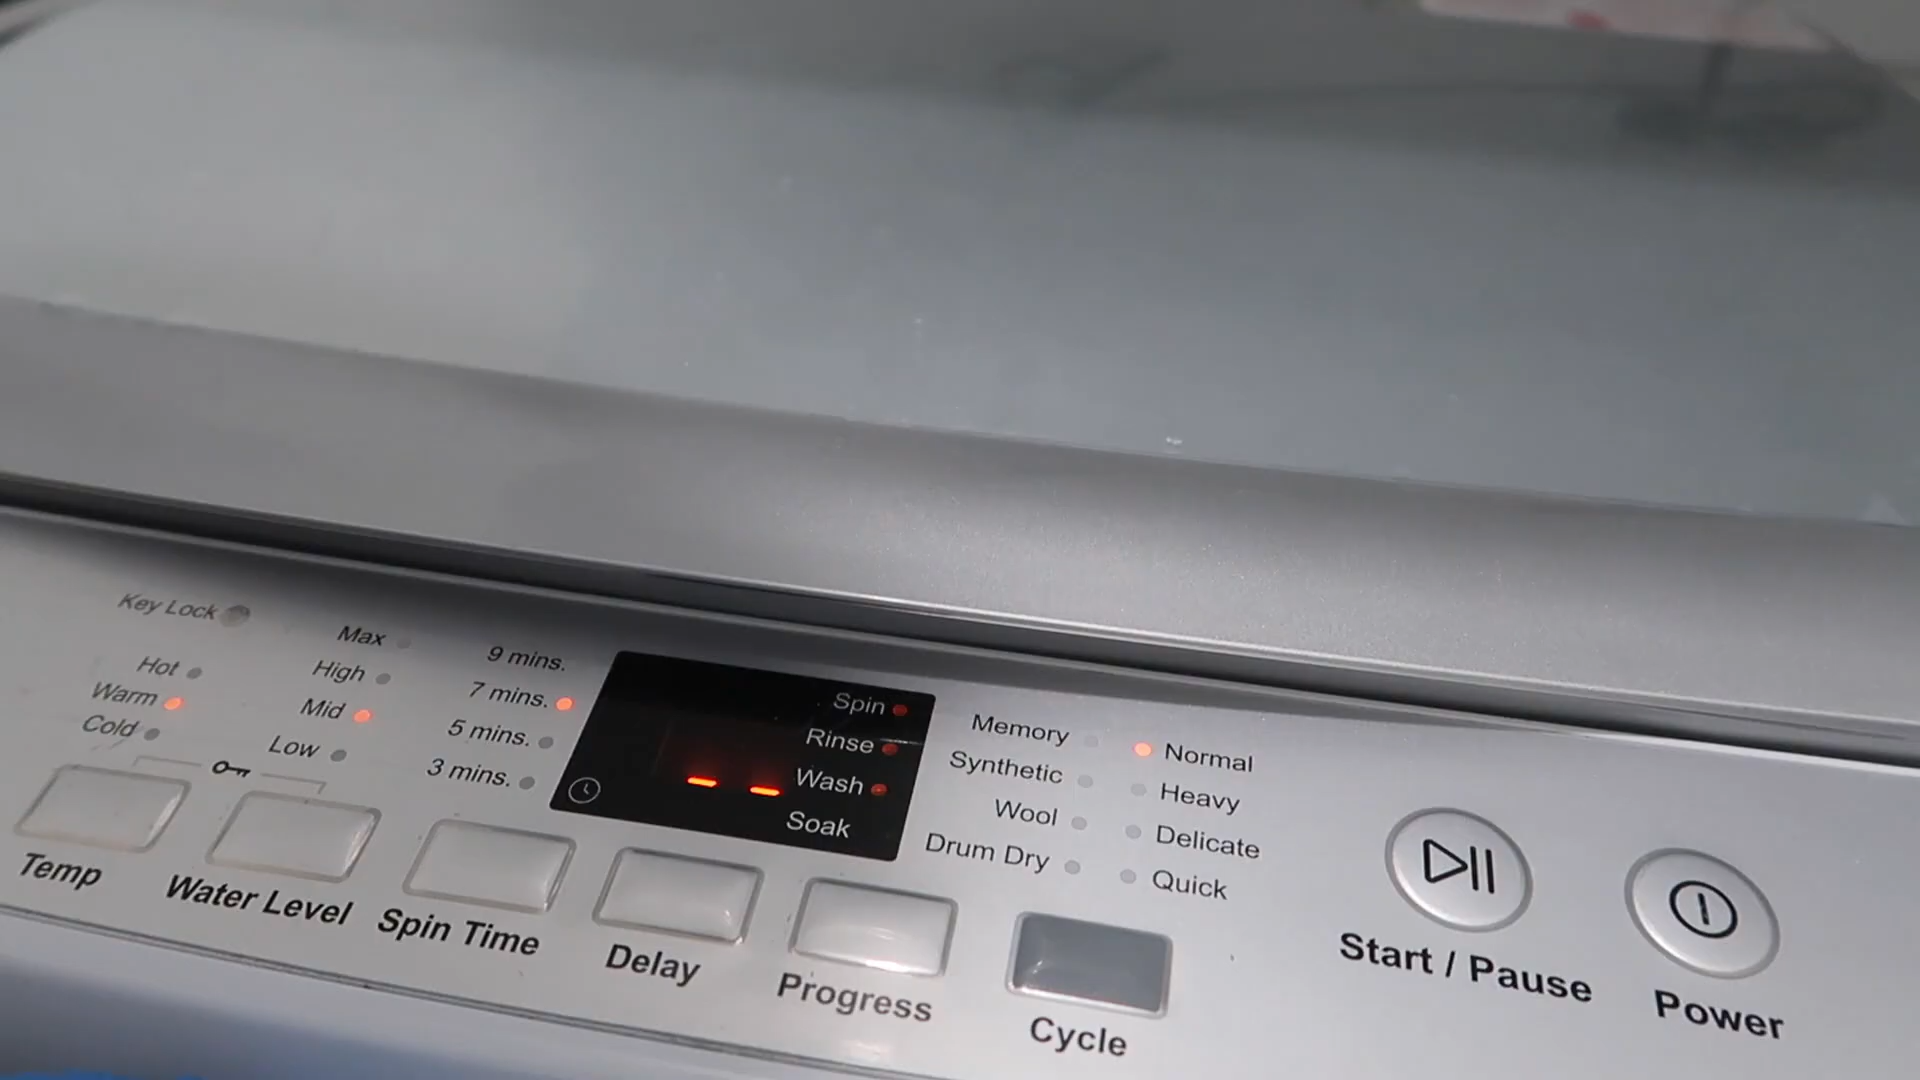 Key Lock
Hot
Warm
Cold
Max
High
Mid
Low
9 mins.
7 mins.
5 mins.
3 mins.
Spin
Rinse
Wash
Soak
- -
Memory
Synthetic
Wool
Drum Dry
Normal
Heavy
Delicate
Quick
Temp
Water Level
Spin Time
Delay
Progress
Cycle
Start / Pause
Power